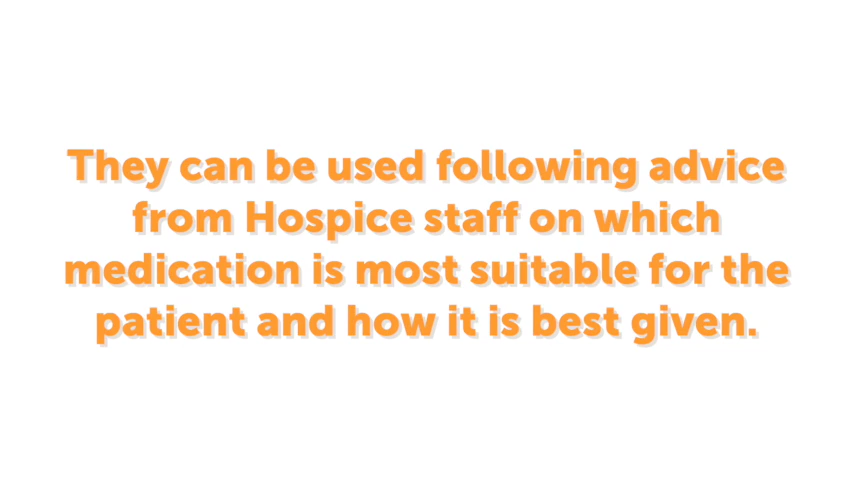 They can be used following advice
from Hospice staff on which
medication is most suitable for the
patient and how it is best given.